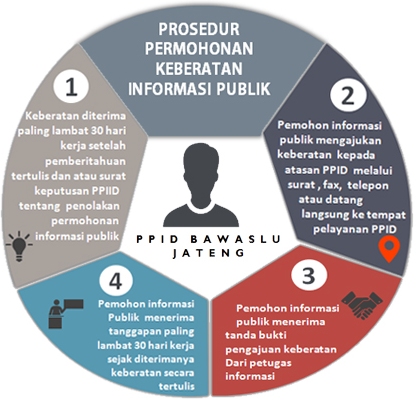 PROSEDUR
PERMOHONAN
KEBERATAN
INFORMASI PUBLIK
1
Keberatan diterima
paling lambat 30 hari
kerja setelah
pemberitahuan
tertulis dan atau surat
keputusan PPIID
tentang penolakan
permohonan
informasi publik
2
Pemohon informasi
publik mengajukan
keberatan kepada
atasan PPID melalui
surat , fax, telepon
atau datang
langsung ke tempat
pelayanan PPID
3
Pemohon informasi
publik menerima
tanda bukti
pengajuan keberatan
Dari petugas
informasi
4
Pemohon informasi
Publik menerima
tanggapan paling
lambat 30 hari kerja
sejak diterimanya
keberatan secara
tertulis
PPID BAWASLU
JATENG